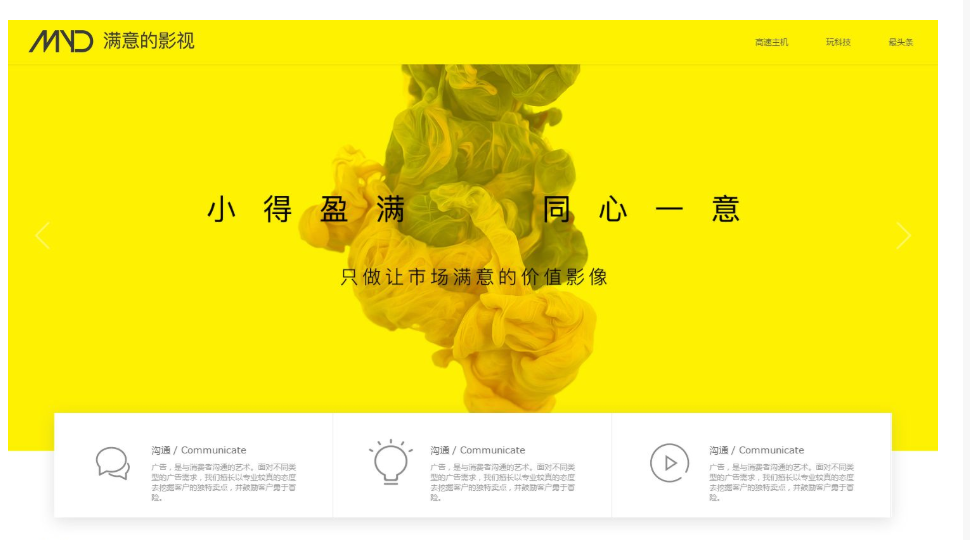 MYD 满意的影视
高速主机 玩科技 最头条
小得盈满 同心一意
只做让市场满意的价值影像
沟通 / Communicate
广告，是与消费者沟通的艺术。面对不同类
型的广告需求，我们擅长以专业较真的态度
去挖掘客户的独特卖点，并鼓励客户勇于冒
险。
沟通 / Communicate
广告，是与消费者沟通的艺术。面对不同类
型的广告需求，我们擅长以专业较真的态度
去挖掘客户的独特卖点，并鼓励客户勇于冒
险。
沟通 / Communicate
广告，是与消费者沟通的艺术。面对不同类
型的广告需求，我们擅长以专业较真的态度
去挖掘客户的独特卖点，并鼓励客户勇于冒
险。